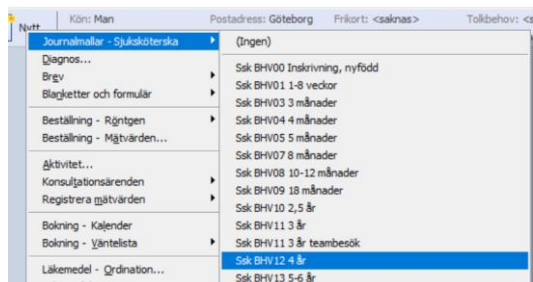 Nytt
Kön: Man Postadress: Göteborg Frikort: <saknas> Tolkbehov: <s
Journalmallar - Sjuksköterska
Diagnos...
Brev
Blanketter och formulär
Beställning - Röntgen
Beställning - Mätvärden...
Aktivitet...
Konsultationsärenden
Registrera mätvärden
Bokning - Kalender
Bokning - Väntelista
Läkemedel - Ordination...
(Ingen)
Ssk BHV00 Inskrivning, nyfödd
Ssk BHV01 1-8 veckor
Ssk BHV03 3 månader
Ssk BHV04 4 månader
Ssk BHV05 5 månader
Ssk BHV07 8 månader
Ssk BHV08 10-12 månader
Ssk BHV09 18 månader
Ssk BHV10 2,5 år
Ssk BHV11 3 år
Ssk BHV11 3 år teambesök
Ssk BHV12 4 år
Ssk BHV13 5-6 år